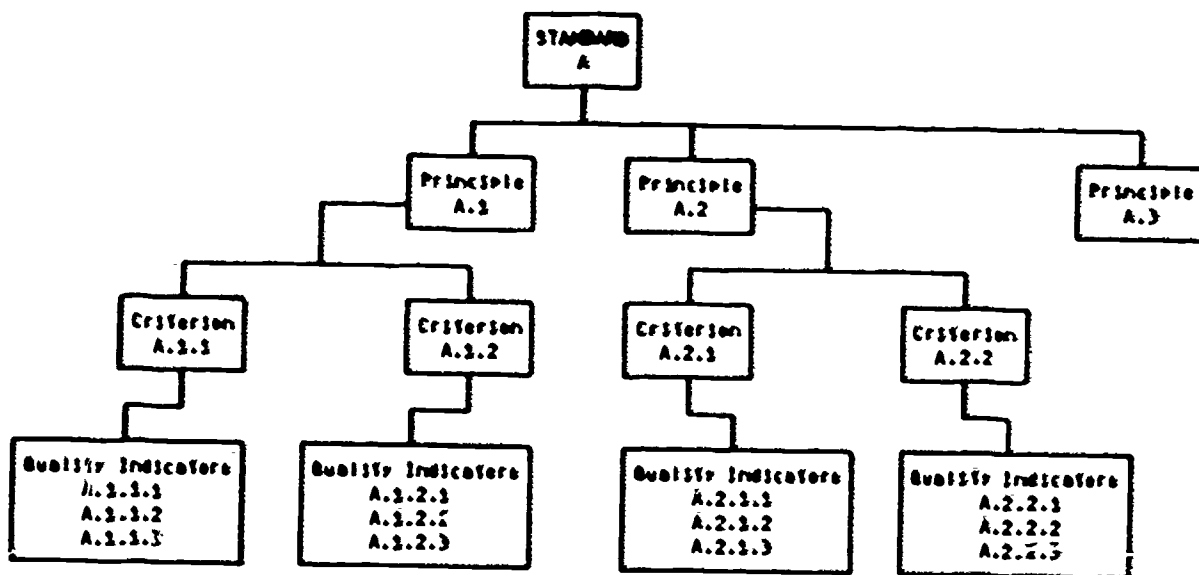 STANDARD
A
Principle
A.1
Principle
A.2
Principle
A.3
Criterion
A.1.1
Criterion
A.1.2
Criterion
A.2.1
Criterion
A.2.2
Quality Indicators
A.1.1.1
A.1.1.2
A.1.1.3
Quality Indicators
A.1.2.1
A.1.2.2
A.1.2.3
Quality Indicators
A.2.1.1
A.2.1.2
A.2.1.3
Quality Indicators
A.2.2.1
A.2.2.2
A.2.2.3